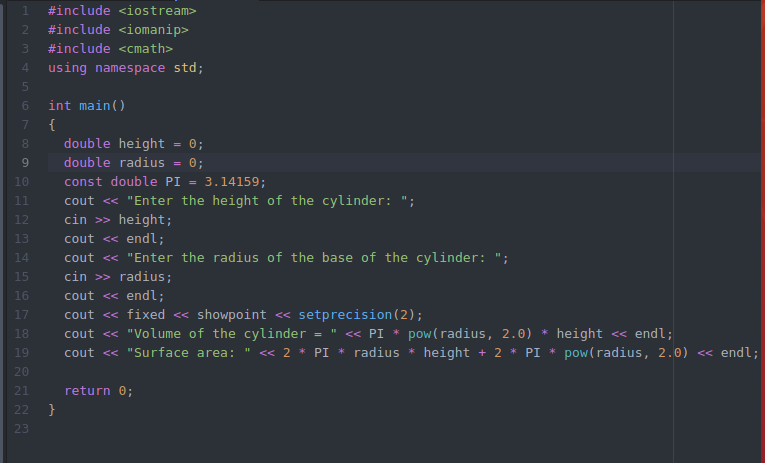 1 #include <iostream>
2 #include <iomanip>
3 #include <cmath>
4 using namespace std;
5
6 int main()
7 {
8   double height = 0;
9   double radius = 0;
10   const double PI = 3.14159;
11   cout << "Enter the height of the cylinder: ";
12   cin >> height;
13   cout << endl;
14   cout << "Enter the radius of the base of the cylinder: ";
15   cin >> radius;
16   cout << endl;
17   cout << fixed << showpoint << setprecision(2);
18   cout << "Volume of the cylinder = " << PI * pow(radius, 2.0) * height << endl;
19   cout << "Surface area: " << 2 * PI * radius * height + 2 * PI * pow(radius, 2.0) << endl;
20
21   return 0;
22 }
23